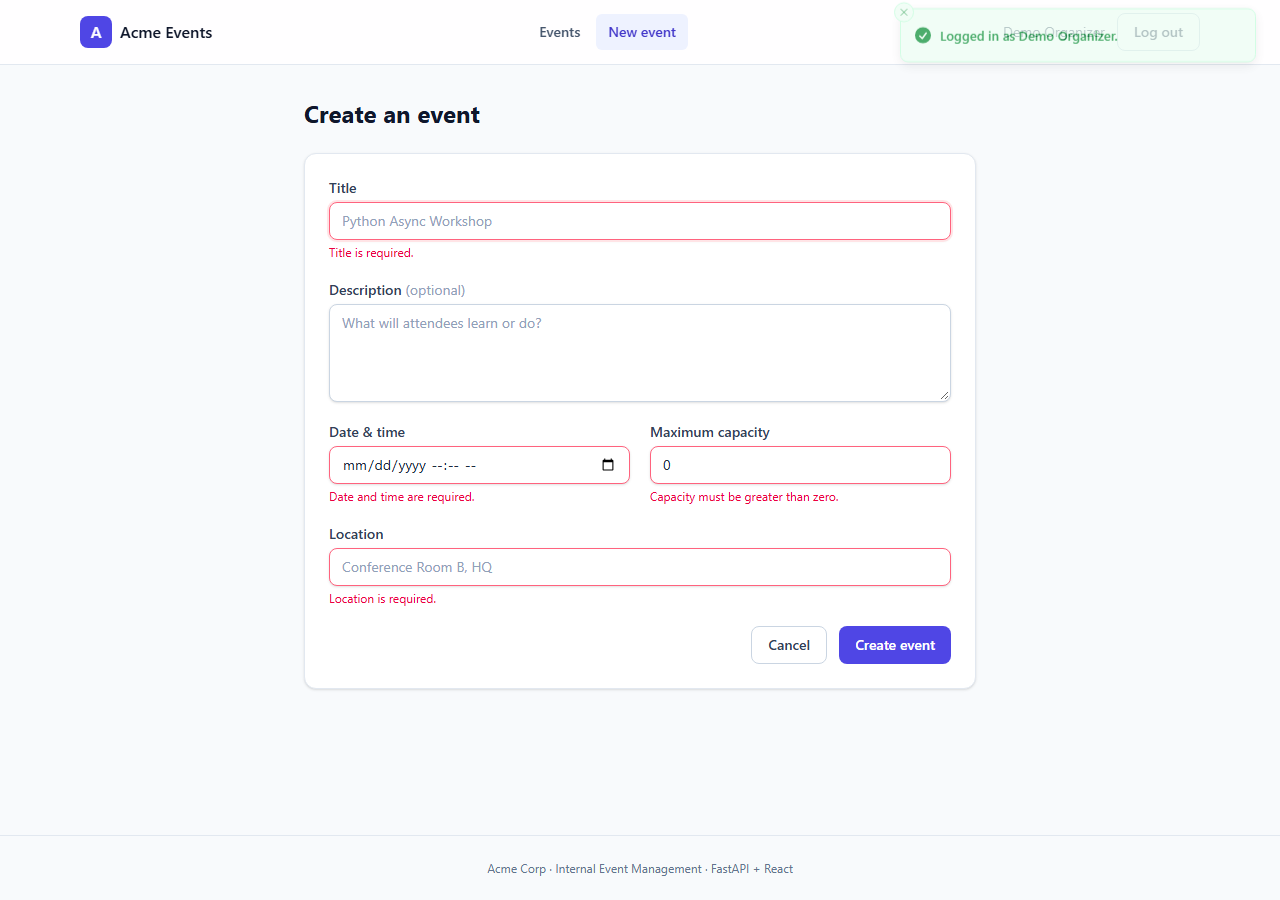 A Acme Events
Events
New event
Demo Organizer
Log out
Logged in as Demo Organizer.
Create an event
Title
Python Async Workshop
Title is required.
Description (optional)
What will attendees learn or do?
Date & time
Maximum capacity
mm/dd/yyyy --:-- --
0
Date and time are required.
Capacity must be greater than zero.
Location
Conference Room B, HQ
Location is required.
Cancel
Create event
Acme Corp · Internal Event Management · FastAPI + React